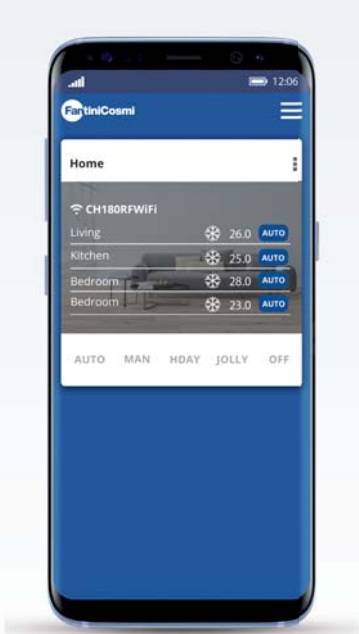 12:06
FantiniCosmi
Home
CH180RFWiFi
Living 26.0 AUTO
Kitchen 25.0 AUTO
Bedroom 28.0 AUTO
Bedroom 23.0 AUTO
AUTO MAN HDAY JOLLY OFF